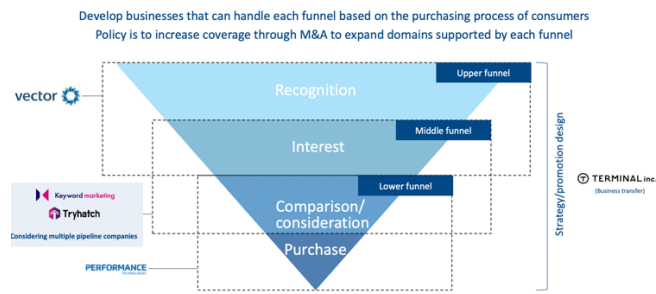 Develop businesses that can handle each funnel based on the purchasing process of consumers
Policy is to increase coverage through M&A to expand domains supported by each funnel
Upper funnel
Recognition
vector
Middle funnel
Interest
Strategy/promotion design
TERMINAL inc.
(Business transfer)
Lower funnel
Keyword marketing
Tryhatch
Considering multiple pipeline companies
Comparison/
consideration
Purchase
PERFORMANCE
TECHNOLOGIES